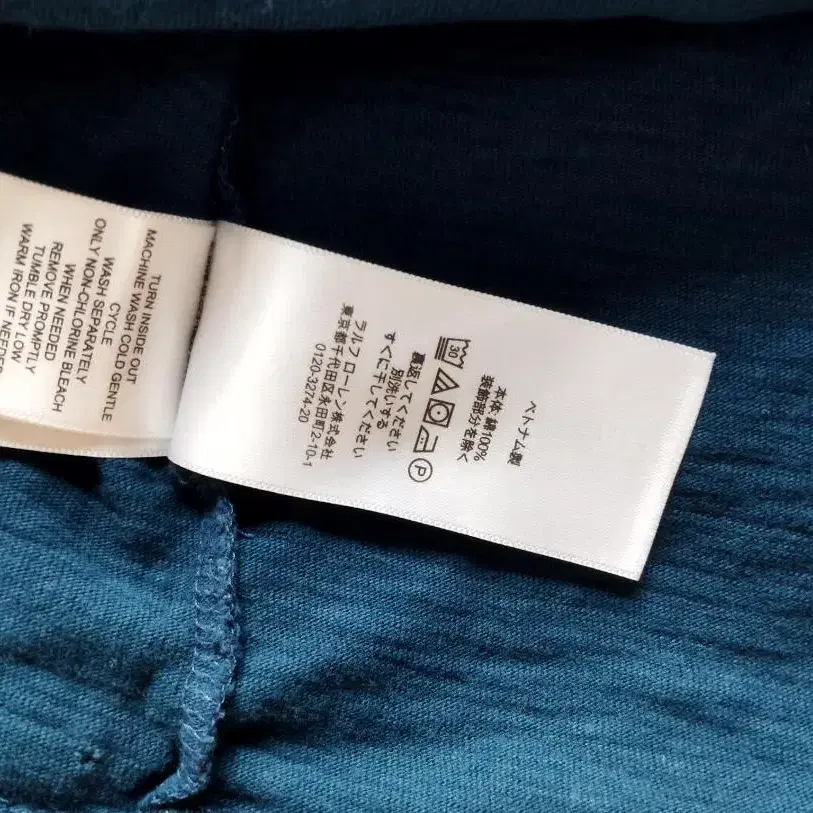 TURN INSIDE OUT
MACHINE WASH COLD GENTLE
CYCLE
WASH SEPARATELY
ONLY NON-CHLORINE BLEACH
WHEN NEEDED
REMOVE PROMPTLY
TUMBLE DRY LOW
WARM IRON IF
ベトナム製
本体:綿100%
装飾部分を除く
30
P
裏返してください
別洗いする
すぐに干してください
ラルフローレン株式会社
東京都千代田区永田町2-10-1
0120-3274-20